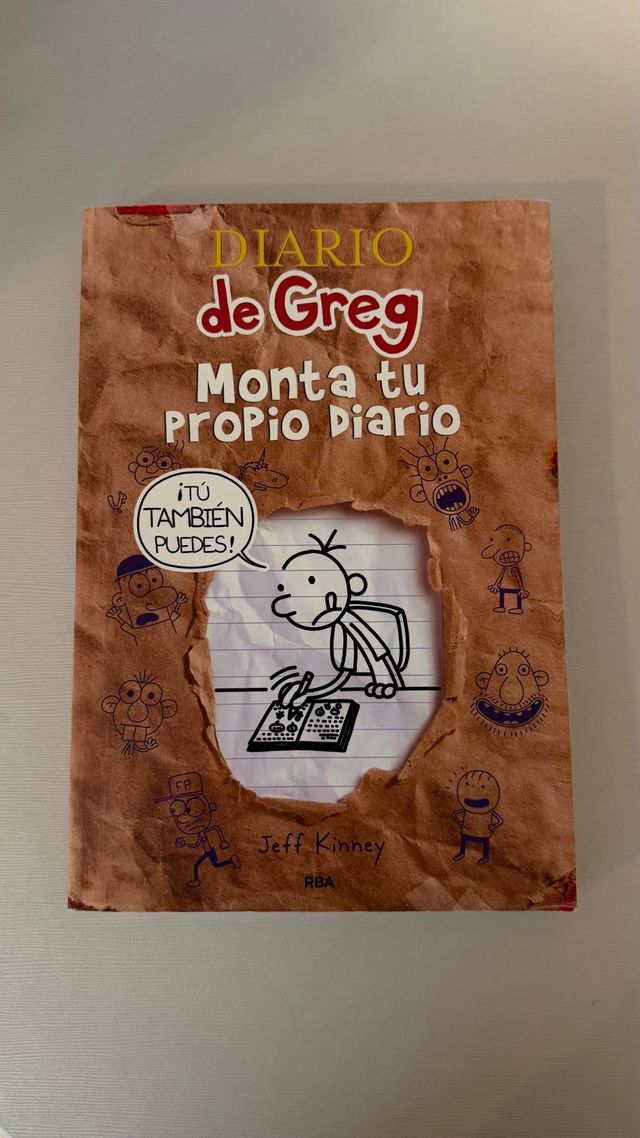 DIARIO
de Greg
Monta tu
propio Diario
¡TÚ
TAMBIÉN
PUEDES!
FP
Jeff Kinney
RBA